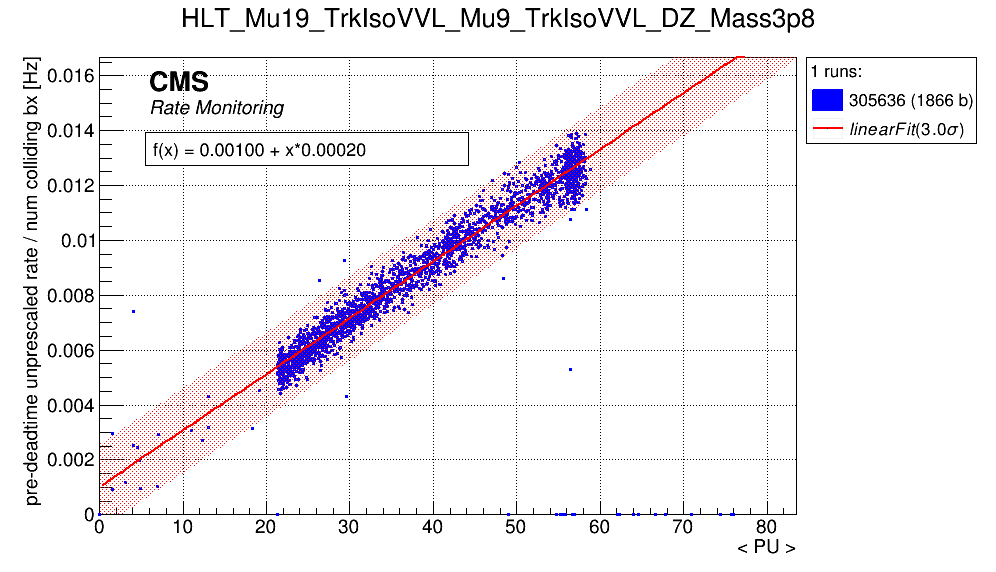 HLT_Mu19_TrkIsoVVL_Mu9_TrkIsoVVL_DZ_Mass3p8
pre-deadtime unprescaled rate / num colliding bx [Hz]
CMS
Rate Monitoring
f(x) = 0.00100 + x*0.00020
1 runs:
305636 (1866 b)
linearFit(3.0σ)
0.016
0.014
0.012
0.01
0.008
0.006
0.004
0.002
0
0 10 20 30 40 50 60 70 80
< PU >